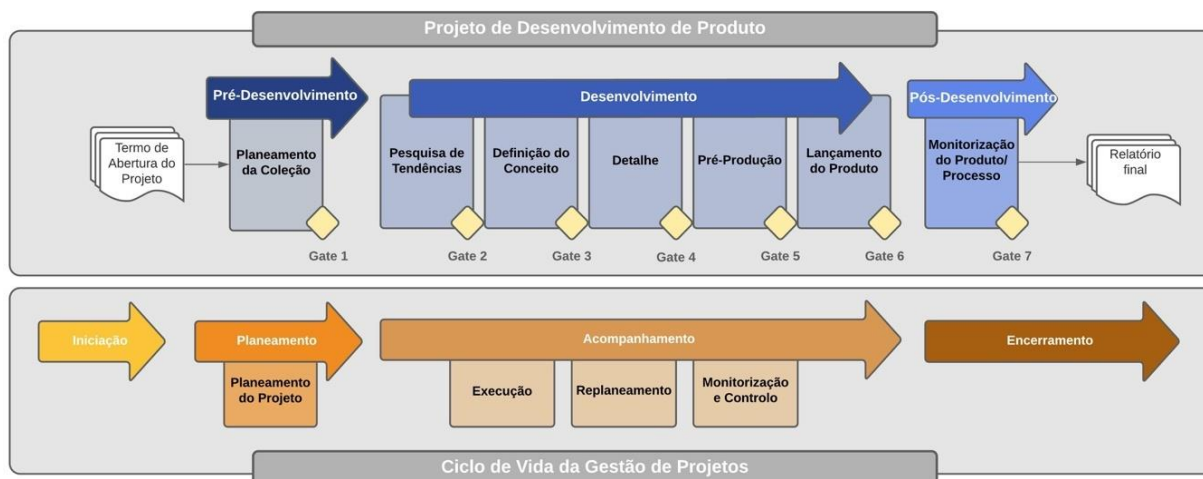 Projeto de Desenvolvimento de Produto
Pré-Desenvolvimento
Desenvolvimento
Pós-Desenvolvimento
Termo de
Abertura do
Projeto
Planeamento
da Coleção
Pesquisa de
Tendências
Definição do
Conceito
Detalhe
Pré-Produção
Lançamento
do Produto
Monitorização
do Produto/
Processo
Relatório
final
Gate 1
Gate 2
Gate 3
Gate 4
Gate 5
Gate 6
Gate 7
Iniciação
Planeamento
Acompanhamento
Encerramento
Planeamento
do Projeto
Execução
Replaneamento
Monitorização
e Controlo
Ciclo de Vida da Gestão de Projetos